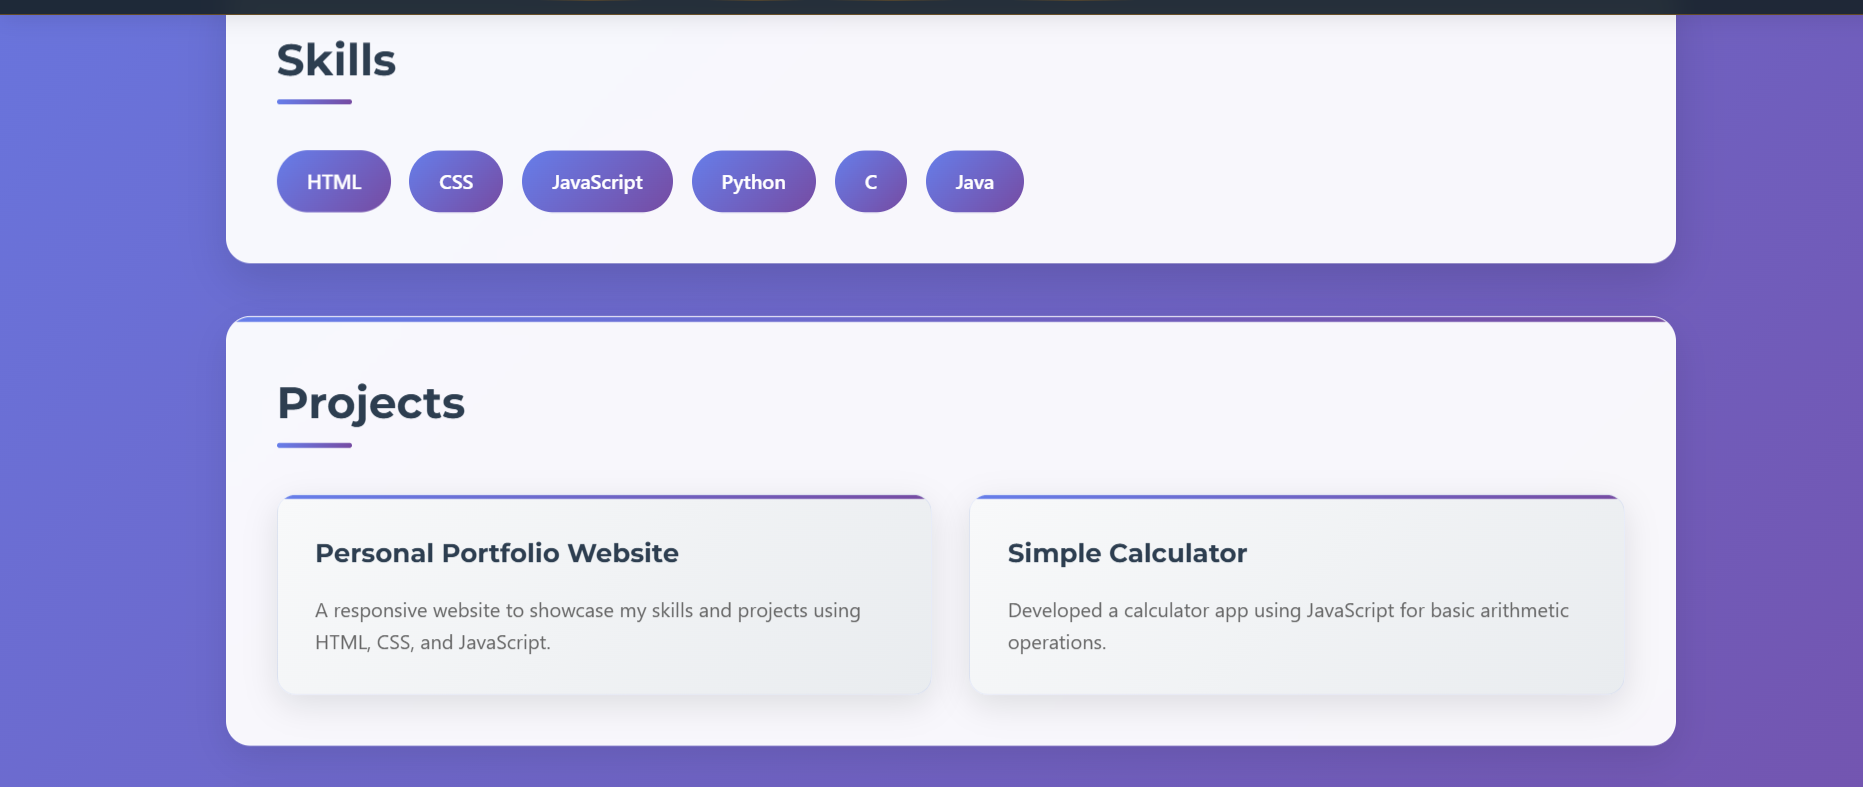 Skills
HTML
CSS
JavaScript
Python
C
Java
Projects
Personal Portfolio Website
A responsive website to showcase my skills and projects using
HTML, CSS, and JavaScript.
Simple Calculator
Developed a calculator app using JavaScript for basic arithmetic
operations.